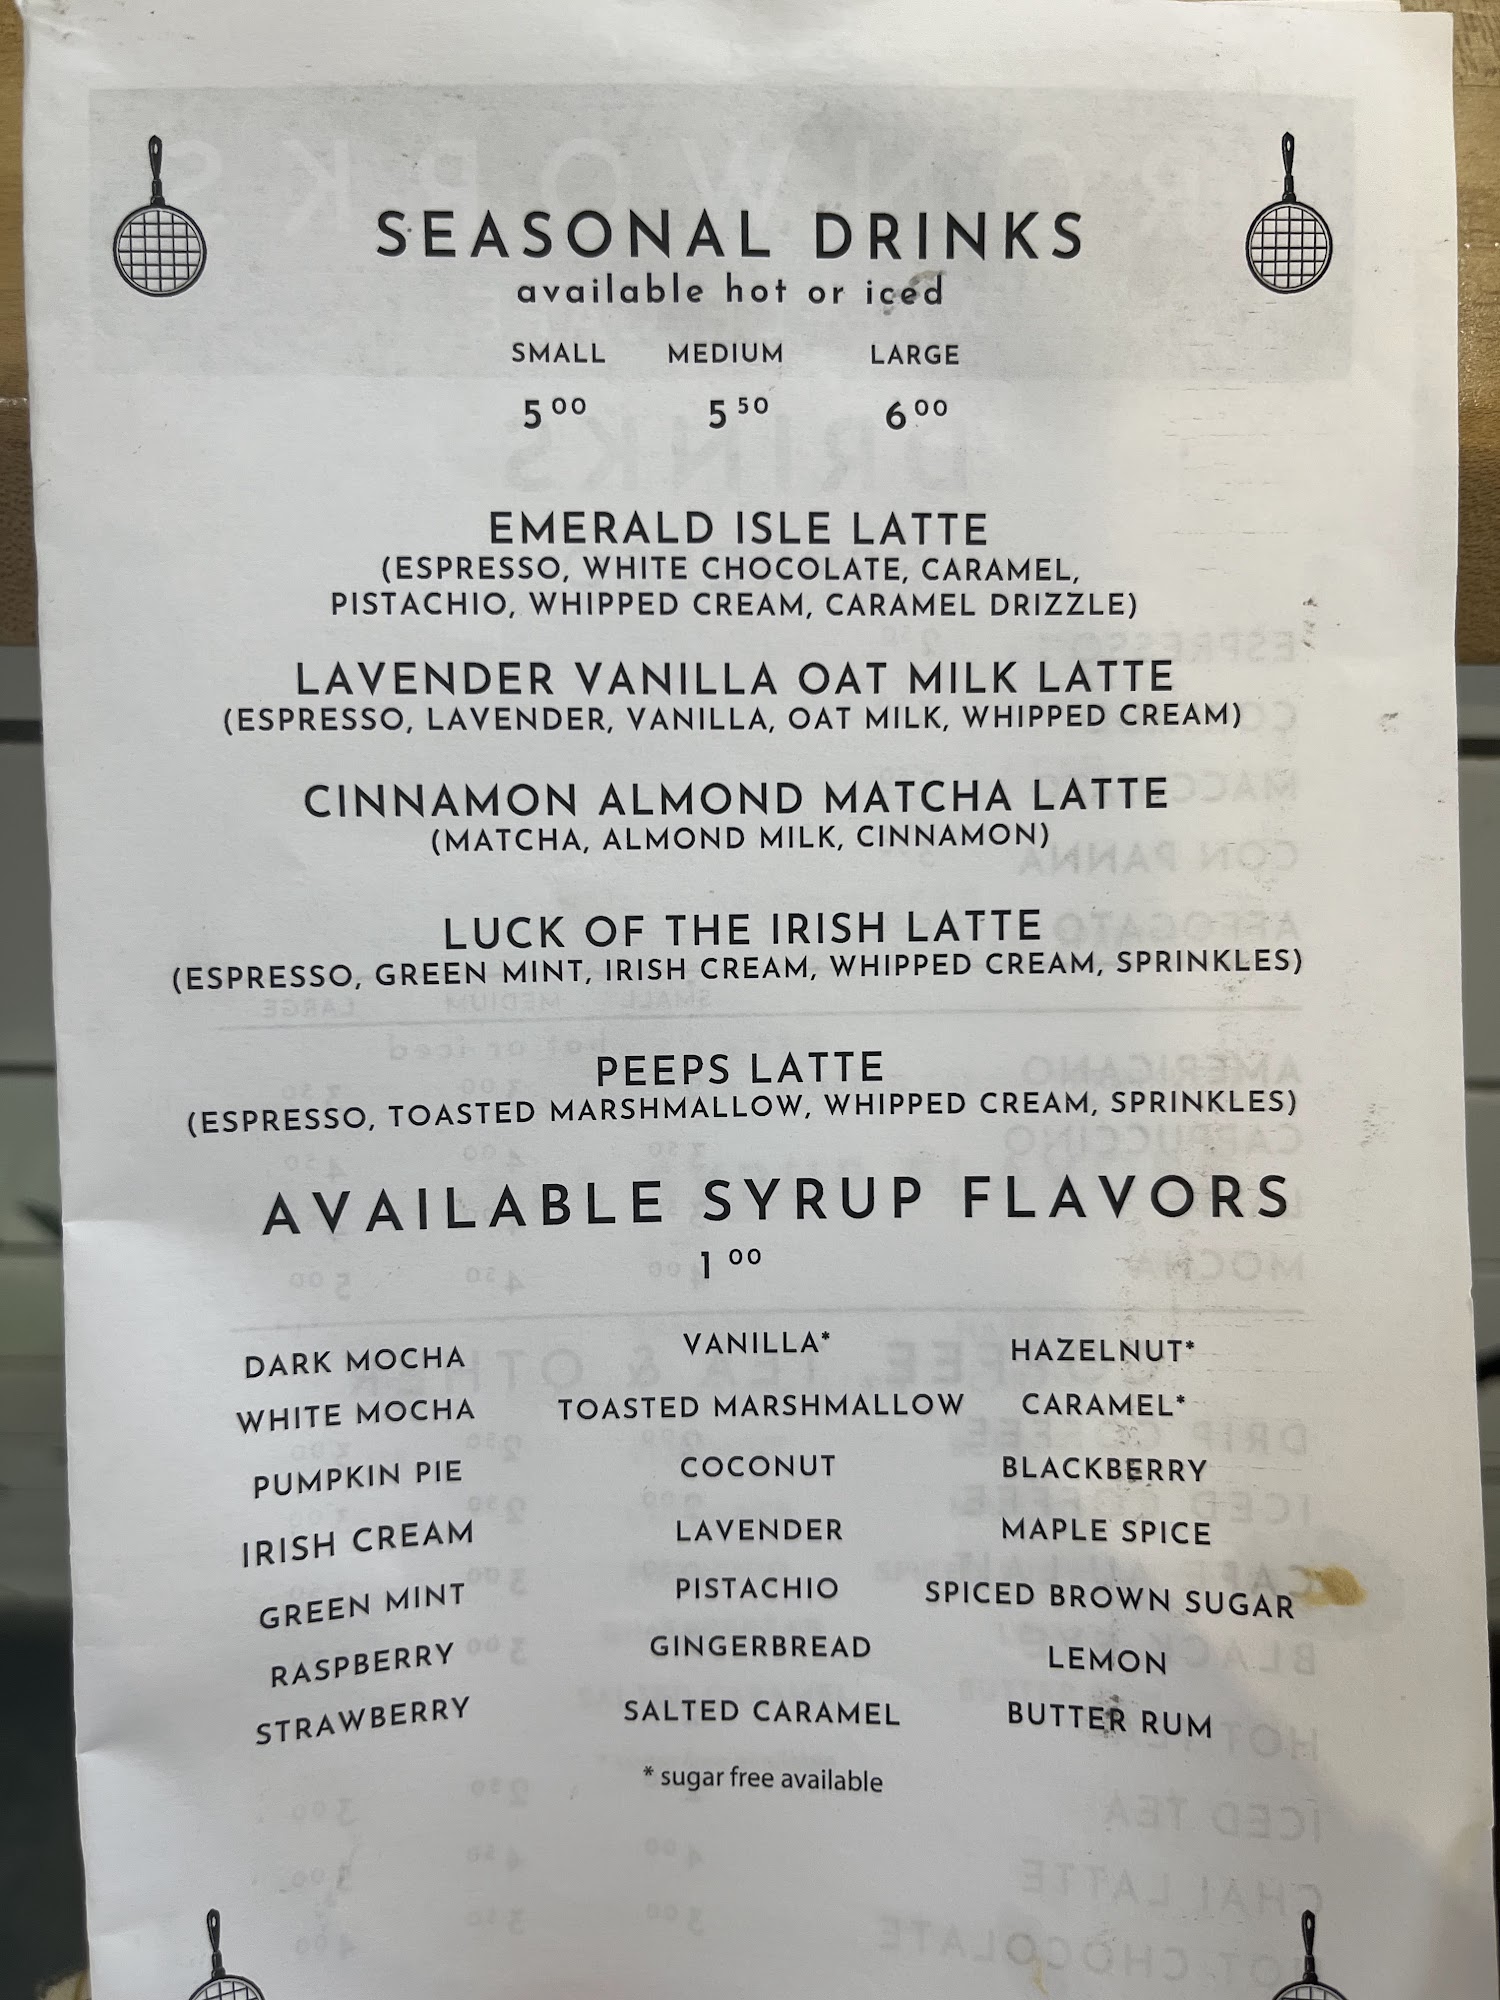 SEASONAL DRINKS
available hot or iced
SMALL MEDIUM LARGE
5 00 5 50 6 00
EMERALD ISLE LATTE
(ESPRESSO, WHITE CHOCOLATE, CARAMEL,
PISTACHIO, WHIPPED CREAM, CARAMEL DRIZZLE)
LAVENDER VANILLA OAT MILK LATTE
(ESPRESSO, LAVENDER, VANILLA, OAT MILK, WHIPPED CREAM)
CINNAMON ALMOND MATCHA LATTE
(MATCHA, ALMOND MILK, CINNAMON)
LUCK OF THE IRISH LATTE
(ESPRESSO, GREEN MINT, IRISH CREAM, WHIPPED CREAM, SPRINKLES)
PEEPS LATTE
(ESPRESSO, TOASTED MARSHMALLOW, WHIPPED CREAM, SPRINKLES)
AVAILABLE SYRUP FLAVORS
1 00
DARK MOCHA VANILLA* HAZELNUT*
WHITE MOCHA TOASTED MARSHMALLOW CARAMEL*
PUMPKIN PIE COCONUT BLACKBERRY
IRISH CREAM LAVENDER MAPLE SPICE
GREEN MINT PISTACHIO SPICED BROWN SUGAR
RASPBERRY GINGERBREAD LEMON
STRAWBERRY SALTED CARAMEL BUTTER RUM
* sugar free available